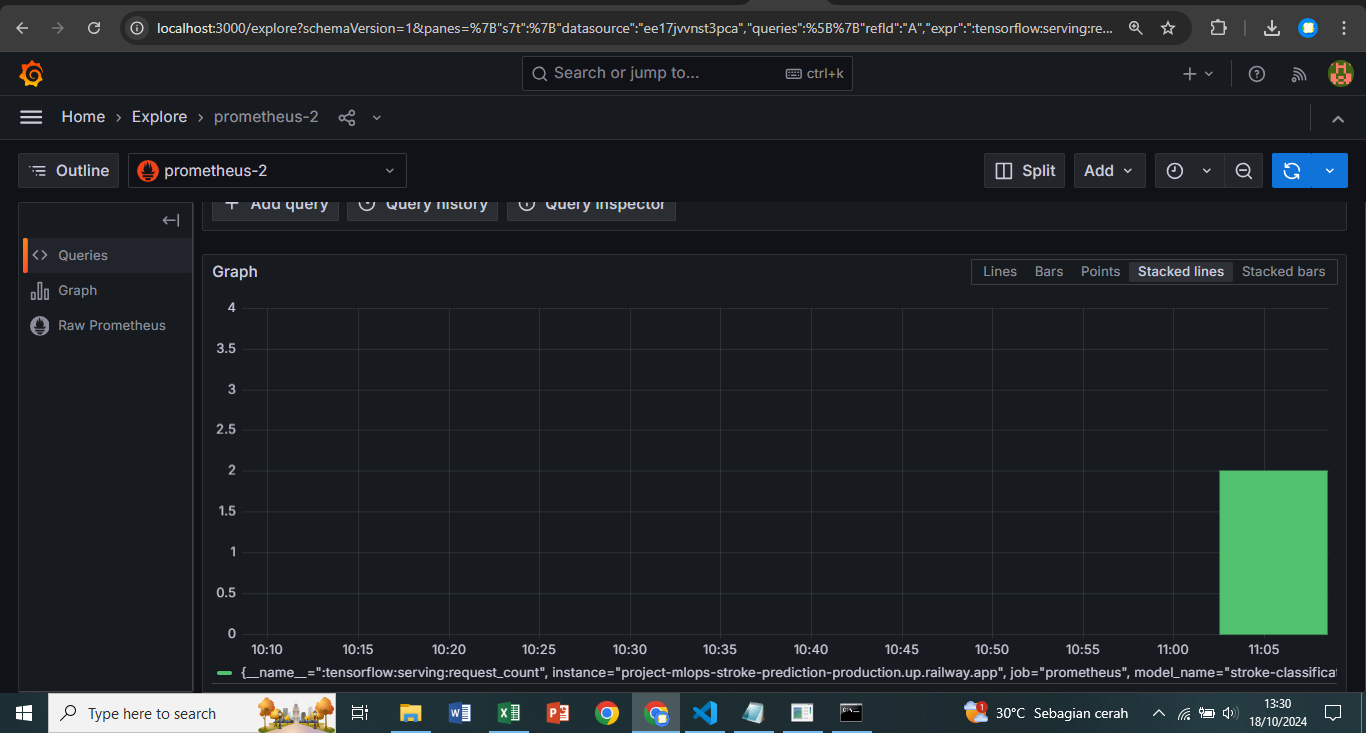 localhost:3000/explore?schemaVersion=1&panes=%7B"s7t":%7B"datasource":"ee17jvvnst3pca","queries":%5B%7B"refId":"A","expr":":tensorflow:serving:re...
Search or jump to...
ctrl+k
Home › Explore › prometheus-2
Outline
prometheus-2
Split
Add
Add query
Query history
Query inspector
Queries
Graph
Raw Prometheus
Graph
Lines Bars Points Stacked lines Stacked bars
4
3.5
3
2.5
2
1.5
1
0.5
0
10:10 10:15 10:20 10:25 10:30 10:35 10:40 10:45 10:50 10:55 11:00 11:05
{__name__=":tensorflow:serving:request_count", instance="project-mlops-stroke-prediction-production.up.railway.app", job="prometheus", model_name="stroke-classificat
Type here to search
1
30°C Sebagian cerah
13:30
18/10/2024